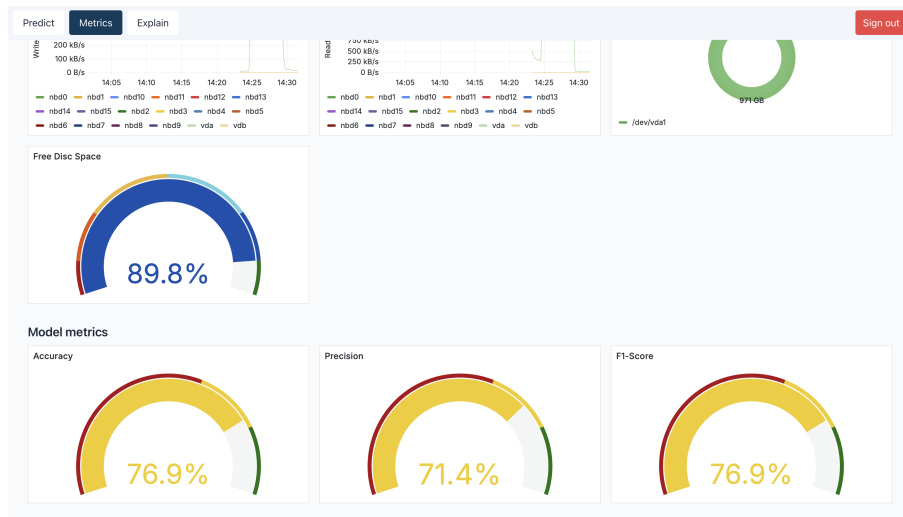 Predict Metrics Explain Sign out
Write
200 kB/s
100 kB/s
0 B/s
14:05 14:10 14:15 14:20 14:25 14:30
nbd0 nbd1 nbd10 nbd11 nbd12 nbd13
nbd14 nbd15 nbd2 nbd3 nbd4 nbd5
nbd6 nbd7 nbd8 nbd9 vda vdb
Read
750 kB/s
500 kB/s
250 kB/s
0 B/s
14:05 14:10 14:15 14:20 14:25 14:30
nbd0 nbd1 nbd10 nbd11 nbd12 nbd13
nbd14 nbd15 nbd2 nbd3 nbd4 nbd5
nbd6 nbd7 nbd8 nbd9 vda vdb
971 GB
/dev/vda1
Free Disc Space
89.8%
Model metrics
Accuracy
76.9%
Precision
71.4%
F1-Score
76.9%